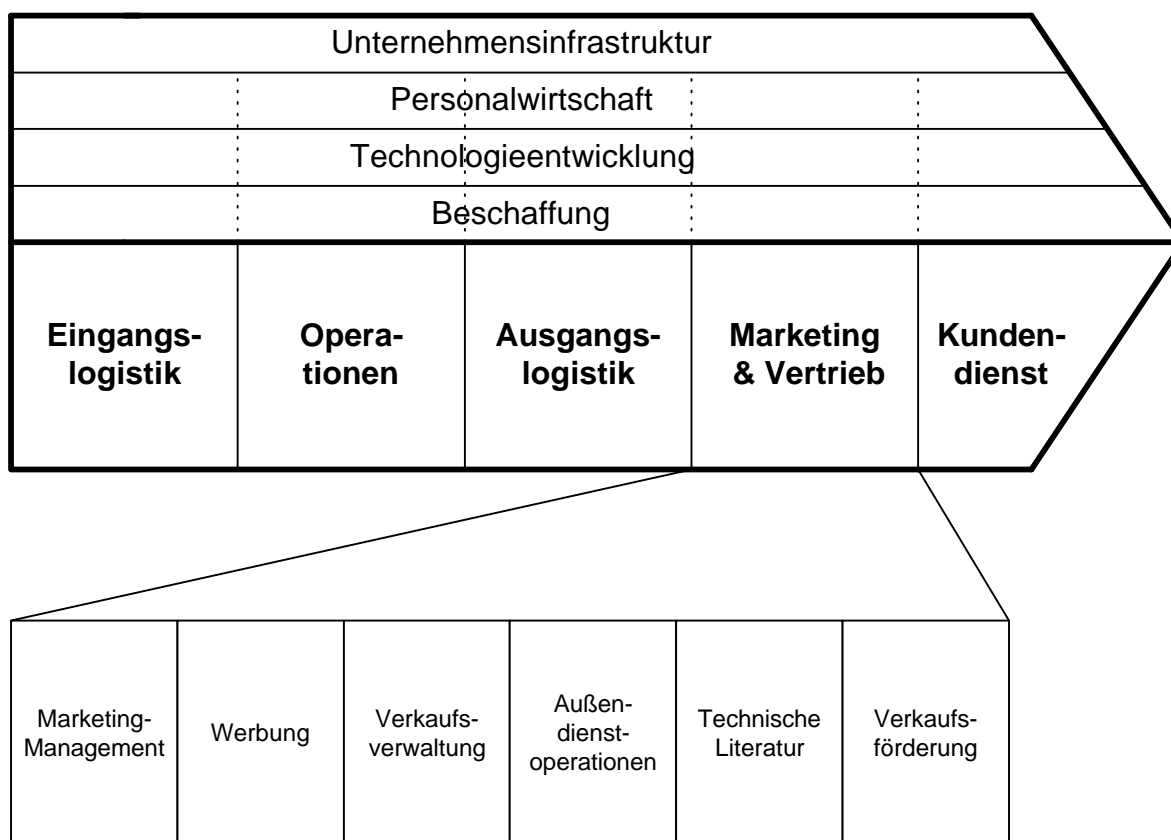 Unternehmensinfrastruktur
Personalwirtschaft
Technologieentwicklung
Beschaffung
Eingangs-
logistik
Opera-
tionen
Ausgangs-
logistik
Marketing
& Vertrieb
Kunden-
dienst
Marketing-
Management
Werbung
Verkaufs-
verwaltung
Außen-
dienst-
operationen
Technische
Literatur
Verkaufs-
förderung